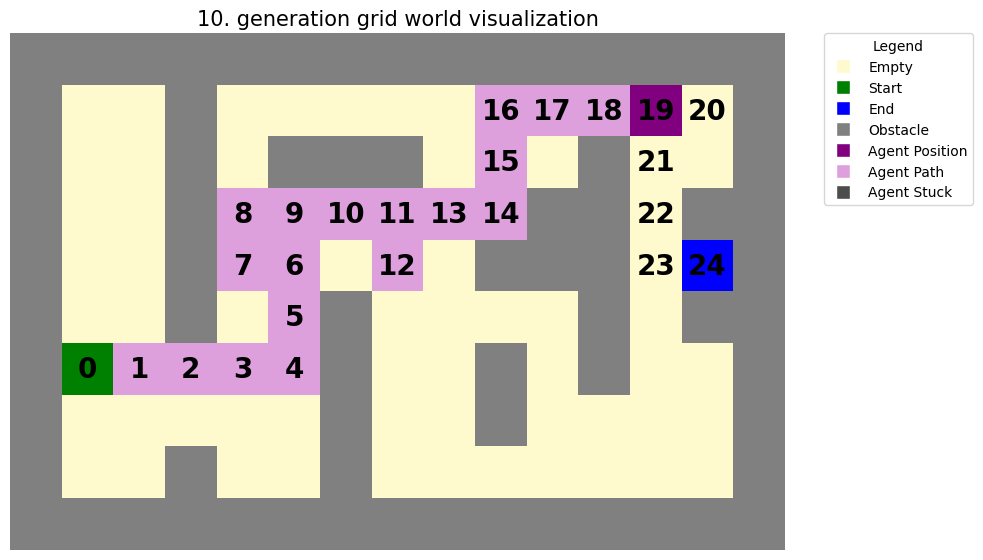 10. generation grid world visualization
16 17 18 19 20
15 21
8 9 10 11 13 14 22
7 6 12 23 24
5
0 1 2 3 4
Legend
Empty
Start
End
Obstacle
Agent Position
Agent Path
Agent Stuck